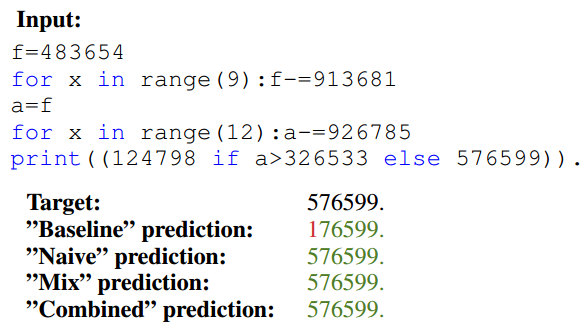 Input:
f=483654
for x in range(9):f-=913681
a=f
for x in range(12):a-=926785
print((124798 if a>326533 else 576599)).
Target: 576599.
”Baseline” prediction: 176599.
”Naive” prediction: 576599.
”Mix” prediction: 576599.
”Combined” prediction: 576599.